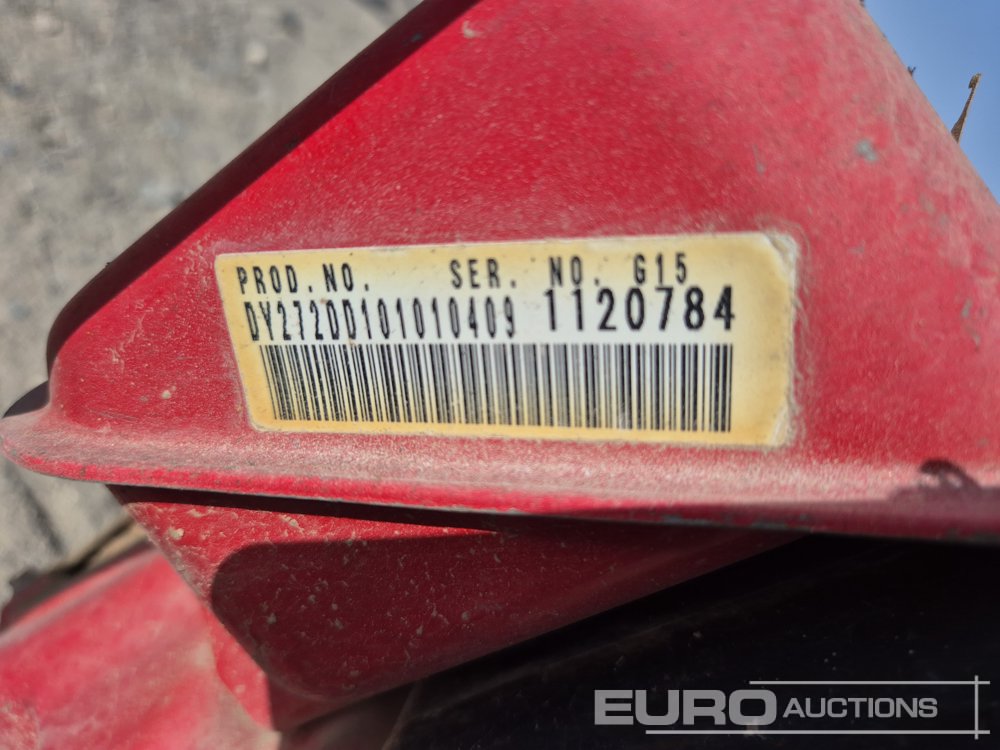 PROD. NO. SER. NO. G15
DY272DD101010409 1120784
EURO AUCTIONS